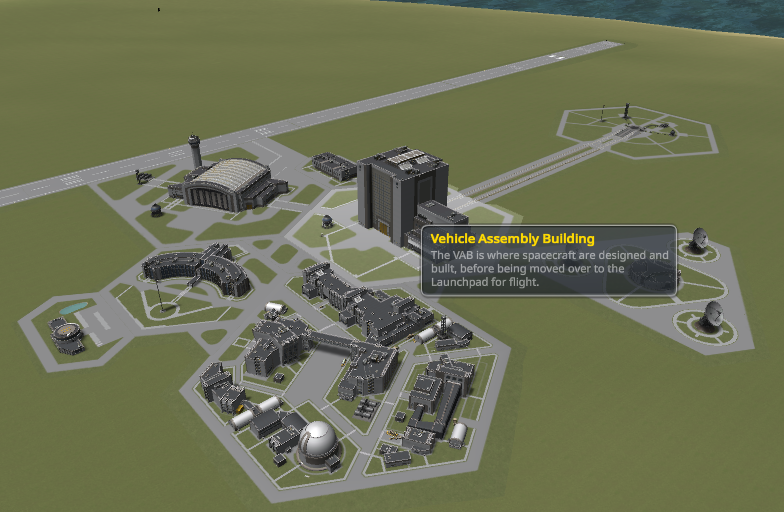 Vehicle Assembly Building
The VAB is where spacecraft are designed and
built, before being moved over to the
Launchpad for flight.